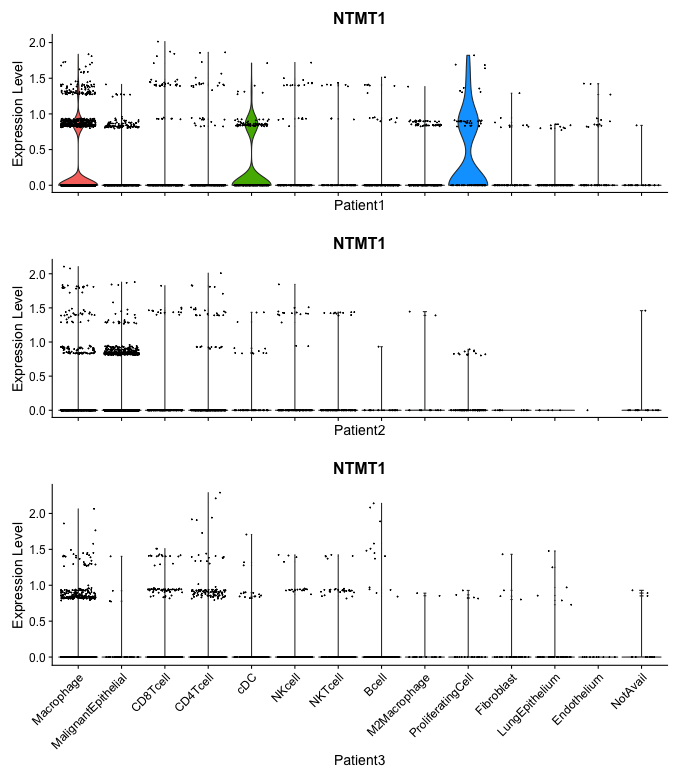 NTMT1
Expression Level
2.0
1.5
1.0
0.5
0.0
Patient1
NTMT1
Expression Level
2.0
1.5
1.0
0.5
0.0
Patient2
NTMT1
Expression Level
2.0
1.5
1.0
0.5
0.0
Macrophage
MalignantEpithelial
CD8Tcell
CD4Tcell
cDC
NKcell
NKTcell
Bcell
M2Macrophage
ProliferatingCell
Fibroblast
LungEpithelium
Endothelium
NotAvail
Patient3